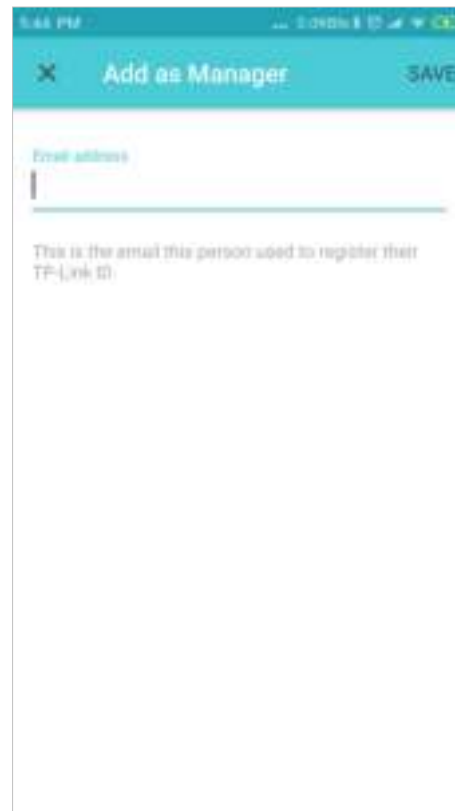 5:44 PM
Add as Manager SAVE
Email address
This is the email this person used to register their
TP-Link ID